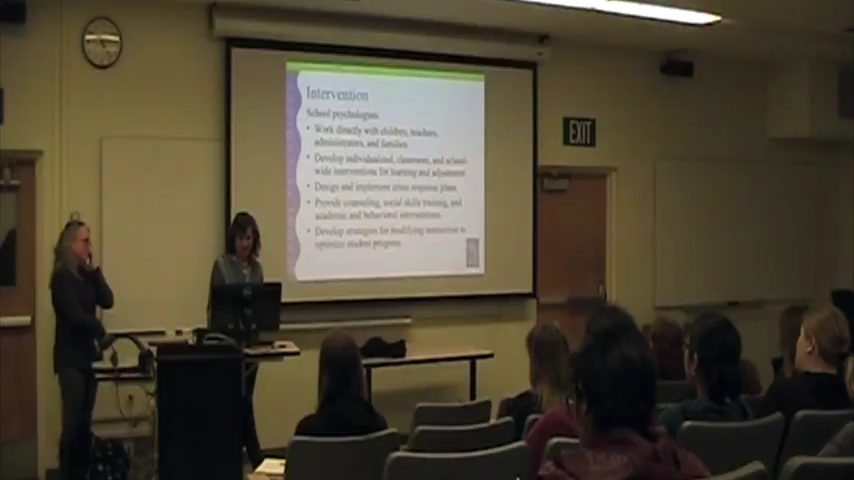 Intervention
School psychologists
• Work directly with children, teachers,
administrators, and families.
• Develop individualized, classroom, and school-
wide interventions for learning and adjustment.
• Design and implement crisis response plans.
• Provide counseling, social skills training, and
academic and behavioral interventions.
• Develop strategies for modifying instruction to
optimize student progress.
EXIT